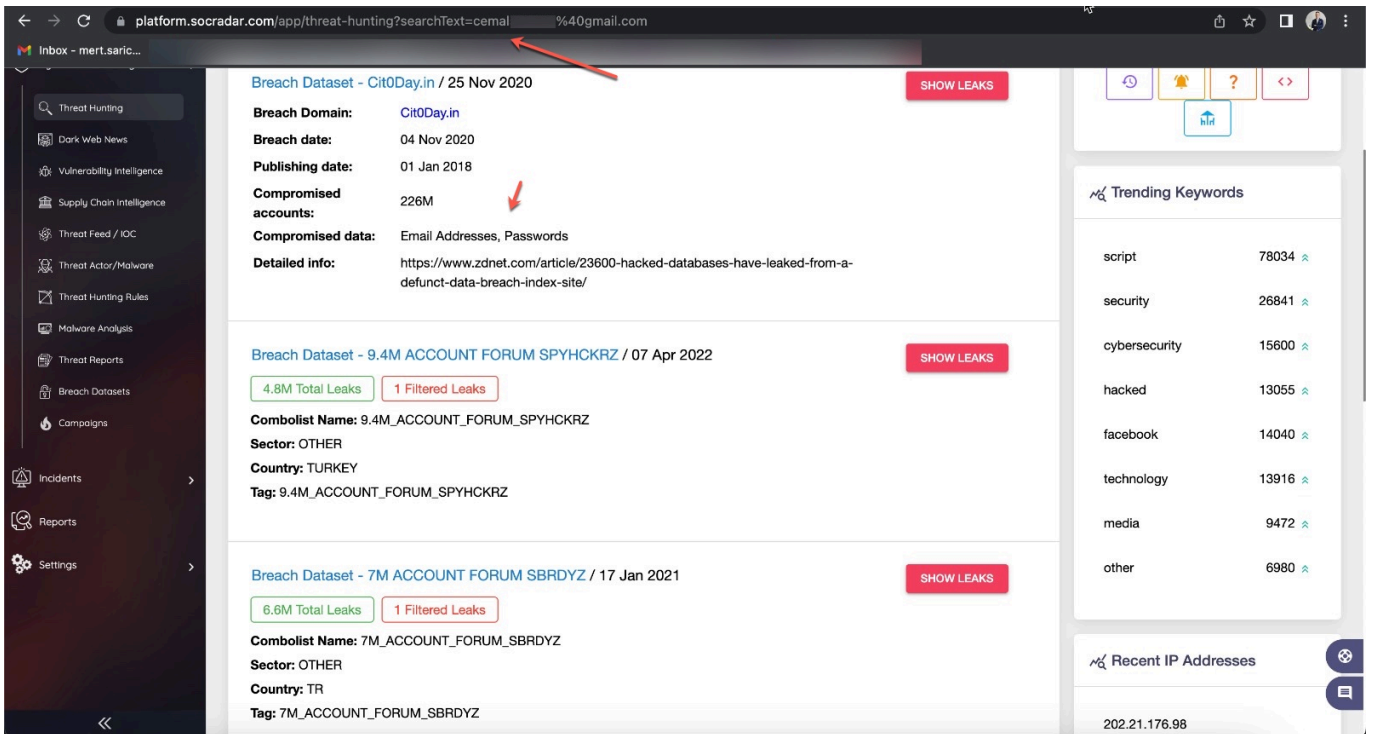 platform.socradar.com/app/threat-hunting?searchText=cemal %40gmail.com
Inbox - mert.saric...
Threat Hunting
Dark Web News
Vulnerability Intelligence
Supply Chain Intelligence
Threat Feed / IOC
Threat Actor/Malware
Threat Hunting Rules
Malware Analysis
Threat Reports
Breach Datasets
Campaigns
Incidents
Reports
Settings
Breach Dataset - Cit0Day.in / 25 Nov 2020
SHOW LEAKS
Breach Domain: Cit0Day.in
Breach date: 04 Nov 2020
Publishing date: 01 Jan 2018
Compromised accounts: 226M
Compromised data: Email Addresses, Passwords
Detailed info: https://www.zdnet.com/article/23600-hacked-databases-have-leaked-from-a-
defunct-data-breach-index-site/
Breach Dataset - 9.4M ACCOUNT FORUM SPYHCKRZ / 07 Apr 2022
SHOW LEAKS
4.8M Total Leaks 1 Filtered Leaks
Combolist Name: 9.4M_ACCOUNT_FORUM_SPYHCKRZ
Sector: OTHER
Country: TURKEY
Tag: 9.4M_ACCOUNT_FORUM_SPYHCKRZ
Breach Dataset - 7M ACCOUNT FORUM SBRDYZ / 17 Jan 2021
SHOW LEAKS
6.6M Total Leaks 1 Filtered Leaks
Combolist Name: 7M_ACCOUNT_FORUM_SBRDYZ
Sector: OTHER
Country: TR
Tag: 7M_ACCOUNT_FORUM_SBRDYZ
Trending Keywords
script 78034
security 26841
cybersecurity 15600
hacked 13055
facebook 14040
technology 13916
media 9472
other 6980
Recent IP Addresses
202.21.176.98